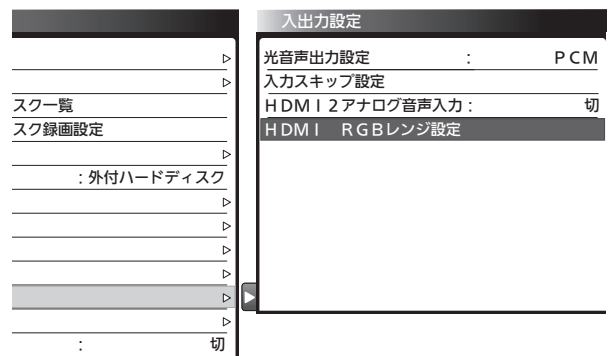 スク一覧
スク録画設定
：外付ハードディスク
： 切
入出力設定
光音声出力設定 ： ＰＣＭ
入力スキップ設定
ＨＤＭＩ２アナログ音声入力： 切
ＨＤＭＩ ＲＧＢレンジ設定